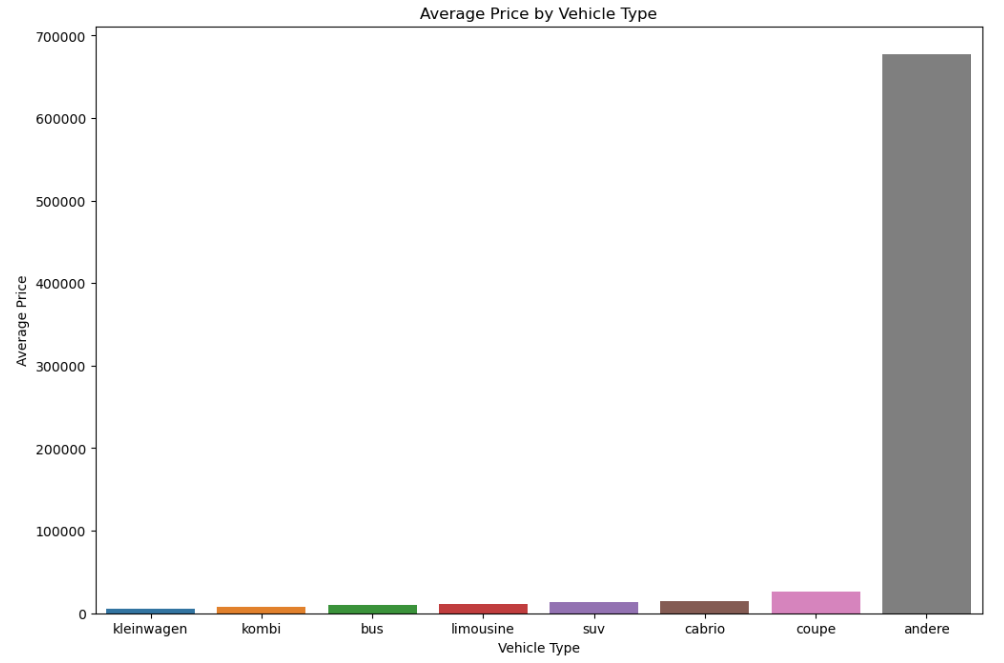 Average Price by Vehicle Type
700000
600000
500000
400000
300000
200000
100000
0
Average Price
kleinwagen kombi bus limousine suv cabrio coupe andere
Vehicle Type